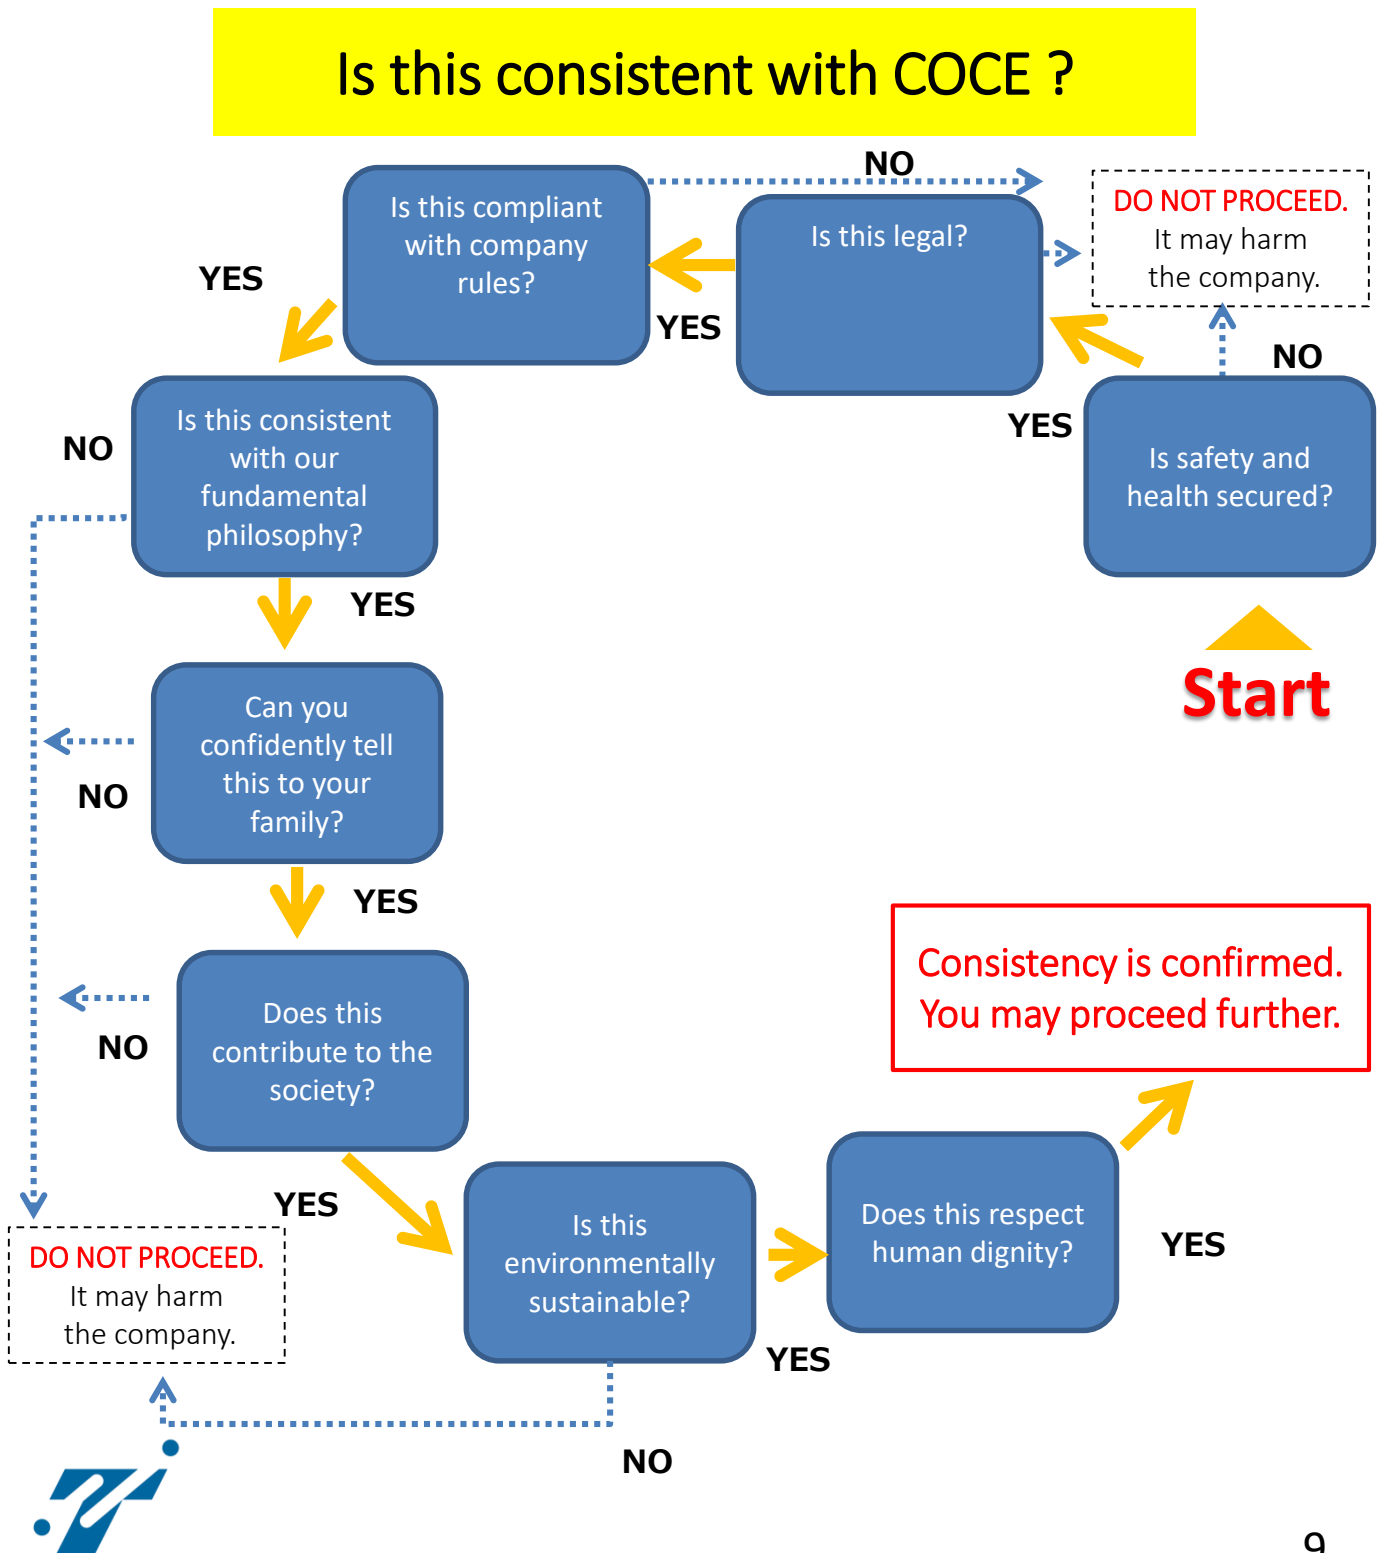 Is this consistent with COCE ?
NO
DO NOT PROCEED.
It may harm
the company.
Is this compliant
with company
rules?
Is this legal?
YES
YES
NO
YES
Is safety and
health secured?
Start
Is this consistent
with our
fundamental
philosophy?
NO
YES
Can you
confidently tell
this to your
family?
NO
YES
Does this
contribute to the
society?
NO
YES
Consistency is confirmed.
You may proceed further.
Is this
environmentally
sustainable?
YES
Does this respect
human dignity?
YES
DO NOT PROCEED.
It may harm
the company.
NO
9